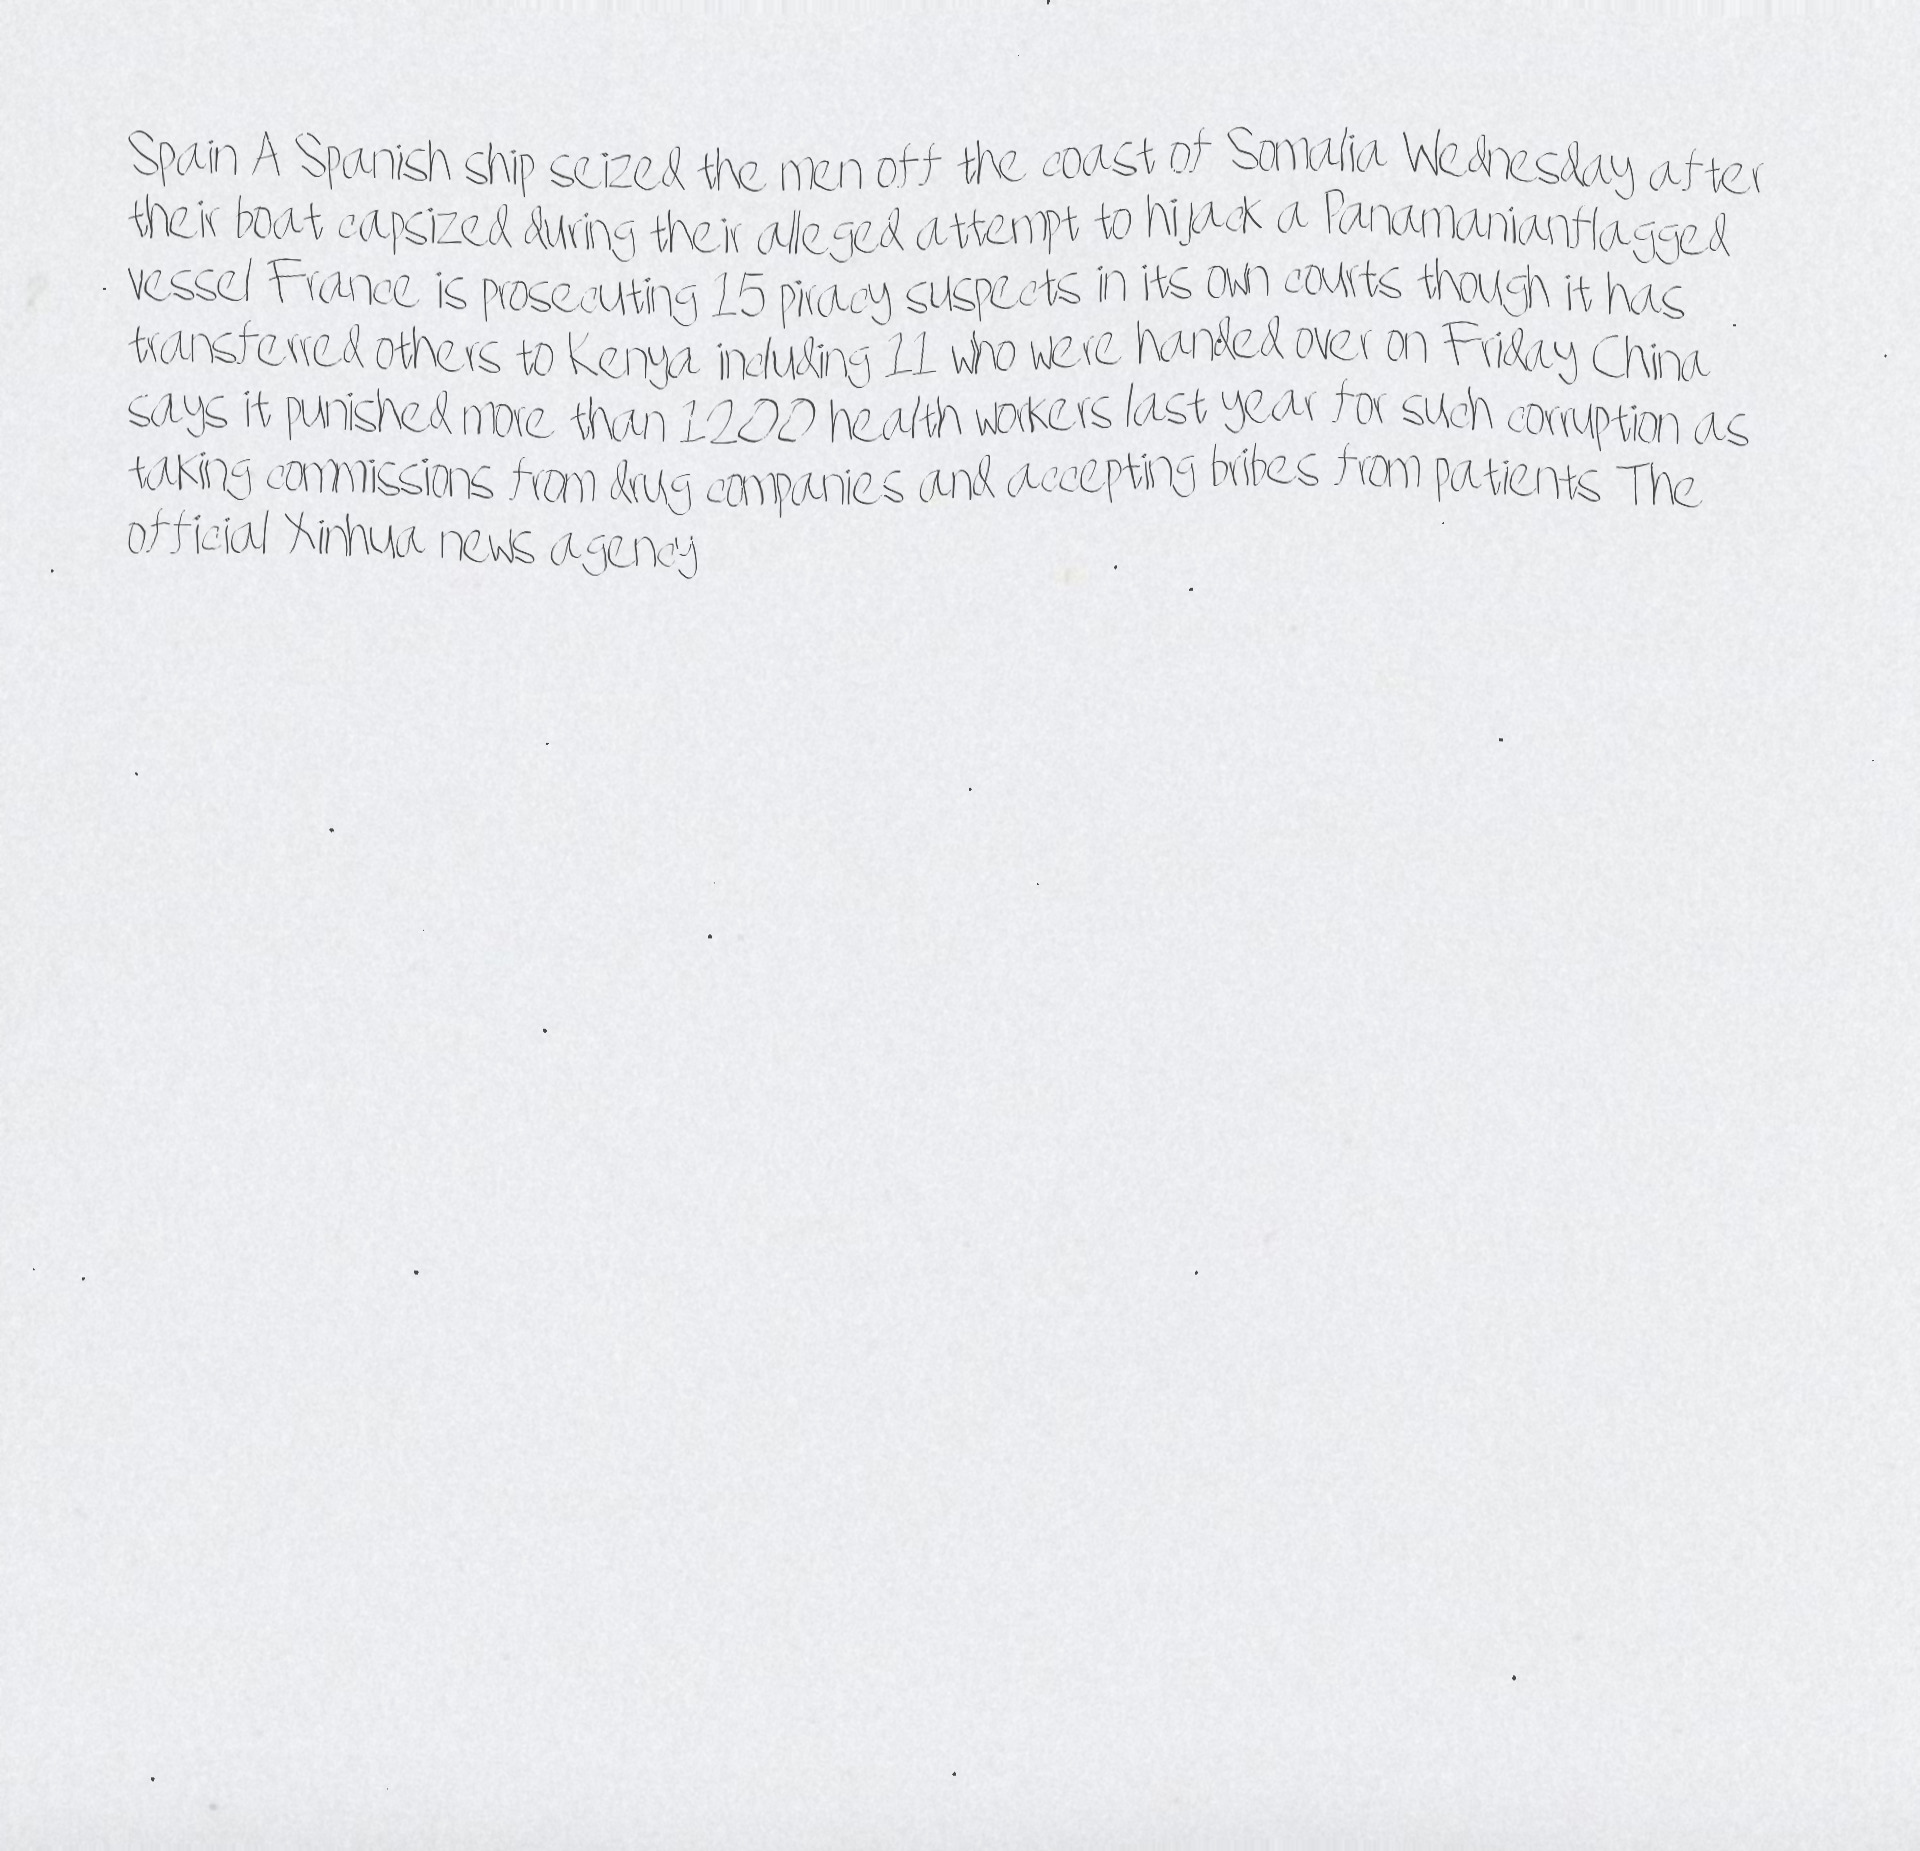 Spain A Spanish ship seized the men off the coast of Somalia Wednesday after
their boat capsized during their alleged attempt to hijack a Panamanianflagged
vessel France is prosecuting 15 piracy suspects in its own courts though it has
transferred others to Kenya including 11 who were handed over on Friday China
says it punished more than 1200 health workers last year for such corruption as
taking commissions from drug companies and accepting bribes from patients The
official Xinhua news agency